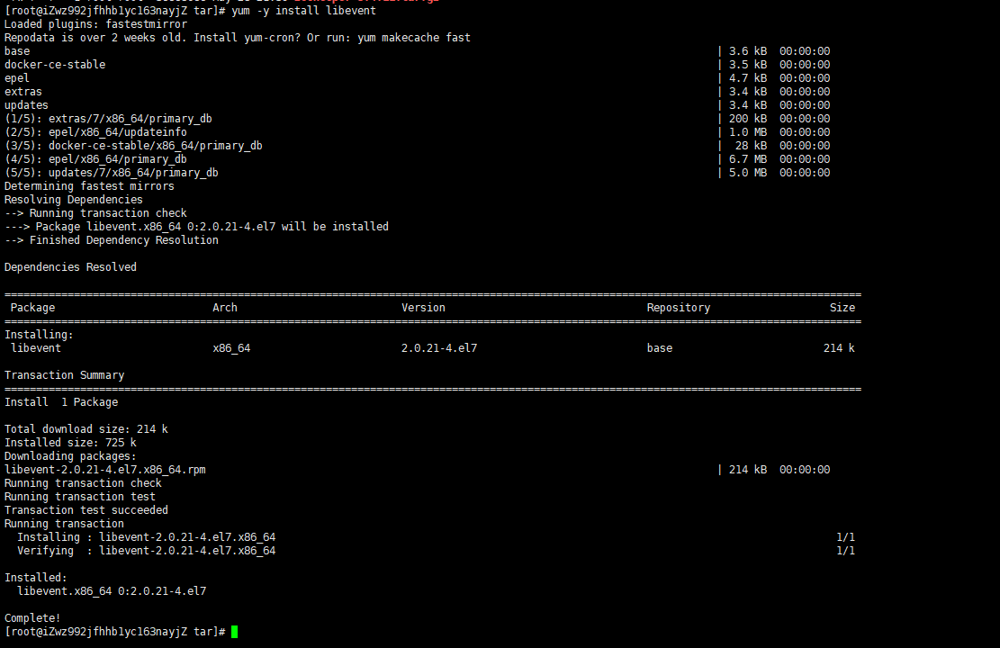 [root@iZwz992jfhhb1yc163nayjZ tar]# yum -y install libevent
Loaded plugins: fastestmirror
Repodata is over 2 weeks old. Install yum-cron? Or run: yum makecache fast
base | 3.6 kB 00:00:00
docker-ce-stable | 3.5 kB 00:00:00
epel | 4.7 kB 00:00:00
extras | 3.4 kB 00:00:00
updates | 3.4 kB 00:00:00
(1/5): extras/7/x86_64/primary_db | 200 kB 00:00:00
(2/5): epel/x86_64/updateinfo | 1.0 MB 00:00:00
(3/5): docker-ce-stable/x86_64/primary_db | 28 kB 00:00:00
(4/5): epel/x86_64/primary_db | 6.7 MB 00:00:00
(5/5): updates/7/x86_64/primary_db | 5.0 MB 00:00:00
Determining fastest mirrors
Resolving Dependencies
--> Running transaction check
---> Package libevent.x86_64 0:2.0.21-4.el7 will be installed
--> Finished Dependency Resolution
Dependencies Resolved
Package Arch Version Repository Size
Installing:
libevent x86_64 2.0.21-4.el7 base 214 k
Transaction Summary
Install 1 Package
Total download size: 214 k
Installed size: 725 k
Downloading packages:
libevent-2.0.21-4.el7.x86_64.rpm | 214 kB 00:00:00
Running transaction check
Running transaction test
Transaction test succeeded
Running transaction
Installing : libevent-2.0.21-4.el7.x86_64 1/1
Verifying : libevent-2.0.21-4.el7.x86_64 1/1
Installed:
libevent.x86_64 0:2.0.21-4.el7
Complete!
[root@iZwz992jfhhb1yc163nayjZ tar]#